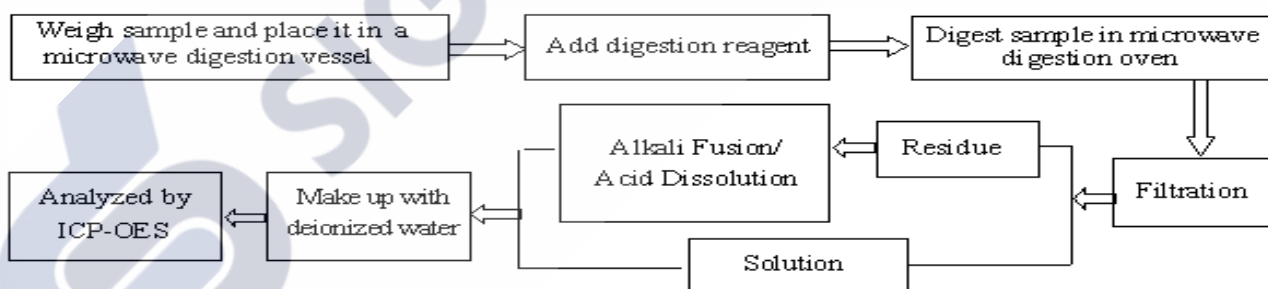 Weigh sample and place it in a
microwave digestion vessel
Add digestion reagent
Digest sample in microwave
digestion oven
Filtration
Residue
Solution
Alkali Fusion/
Acid Dissolution
Make up with
deionized water
Analyzed by
ICP-OES
SIG